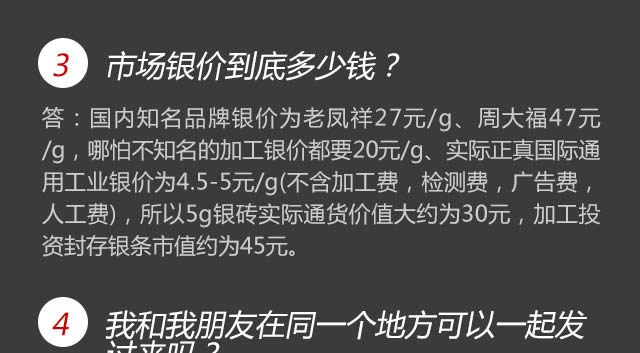 3 市场银价到底多少钱？
答：国内知名品牌银价为老凤祥27元/g、周大福47元
/g，哪怕不知名的加工银价都要20元/g、实际正真国际通
用工业银价为4.5-5元/g(不含加工费，检测费，广告费，
人工费)，所以5g银砖实际通货价值大约为30元，加工投
资封存银条市值约为45元。
4 我和我朋友在同一个地方可以一起发
过来吗？